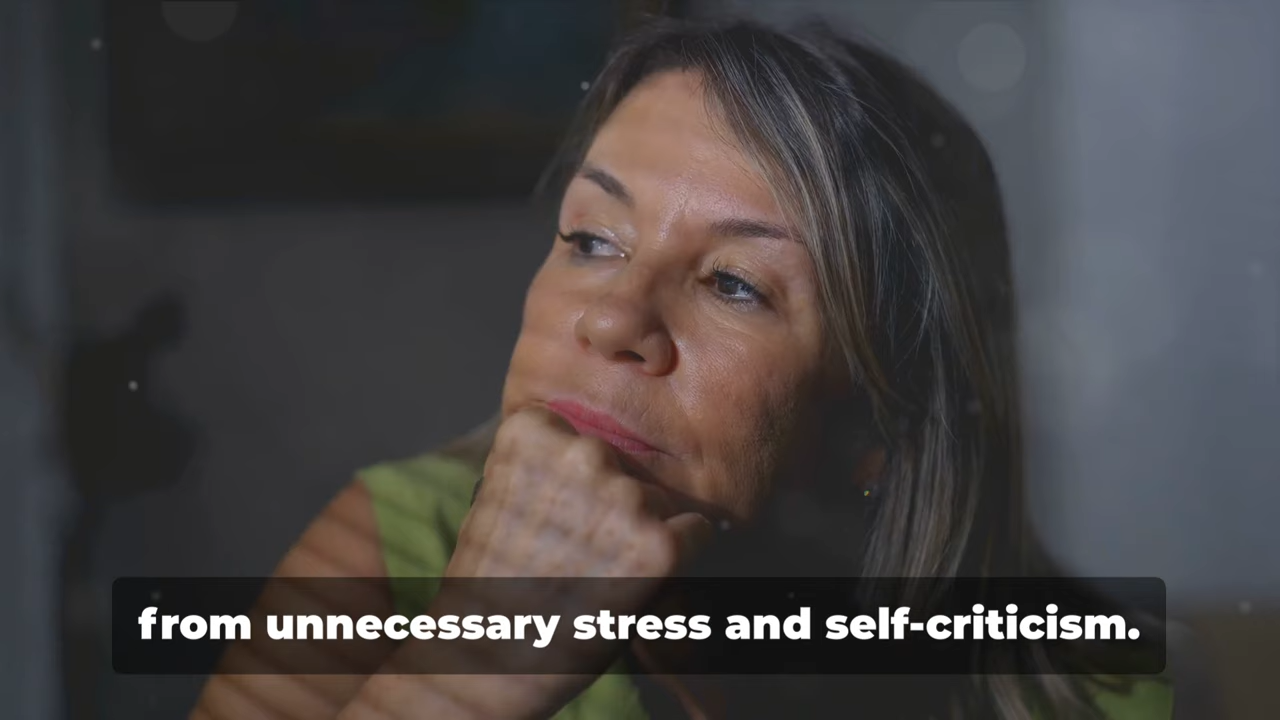 from unnecessary stress and self-criticism.